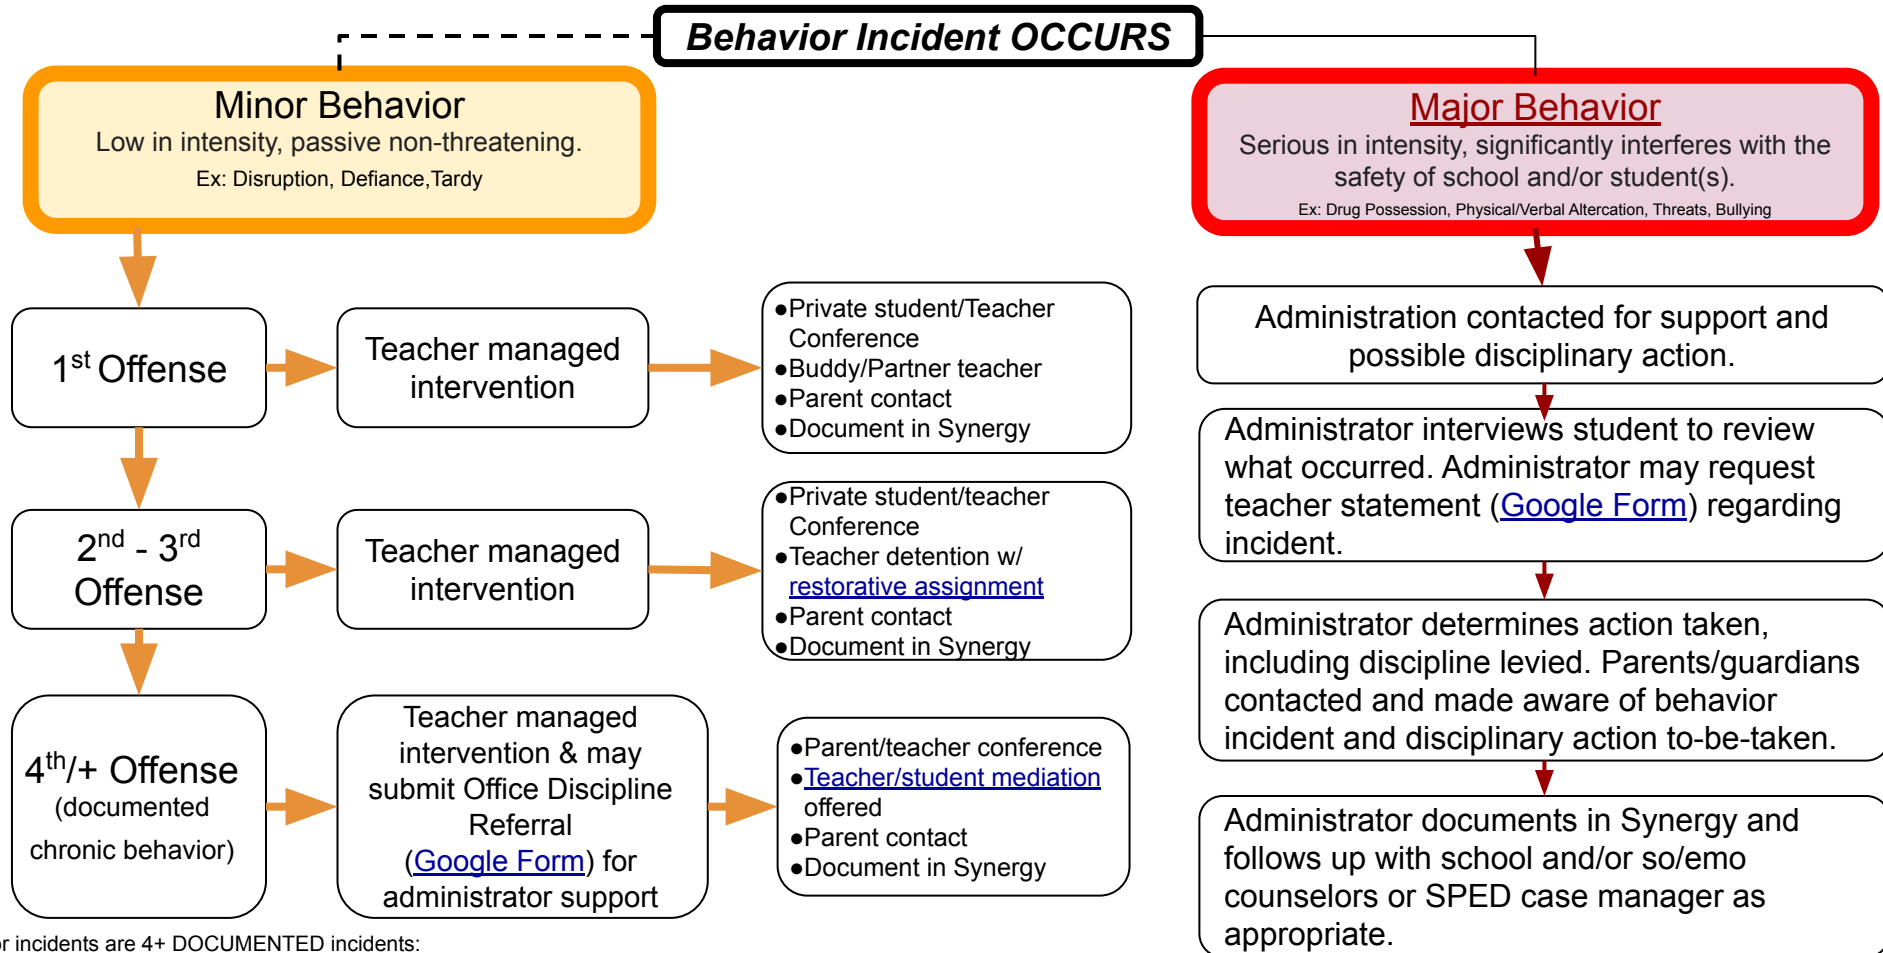 Behavior Incident OCCURS
Minor Behavior
Low in intensity, passive non-threatening.
Ex: Disruption, Defiance,Tardy
Major Behavior
Serious in intensity, significantly interferes with the
safety of school and/or student(s).
Ex: Drug Possession, Physical/Verbal Altercation, Threats, Bullying
1st Offense
Teacher managed
intervention
●Private student/Teacher
Conference
●Buddy/Partner teacher
●Parent contact
●Document in Synergy
2nd - 3rd
Offense
Teacher managed
intervention
●Private student/teacher
Conference
●Teacher detention w/
restorative assignment
●Parent contact
●Document in Synergy
4th/+ Offense
(documented
chronic behavior)
Teacher managed
intervention & may
submit Office Discipline
Referral
(Google Form) for
administrator support
●Parent/teacher conference
●Teacher/student mediation
offered
●Parent contact
●Document in Synergy
Administration contacted for support and
possible disciplinary action.
Administrator interviews student to review
what occurred. Administrator may request
teacher statement (Google Form) regarding
incident.
Administrator determines action taken,
including discipline levied. Parents/guardians
contacted and made aware of behavior
incident and disciplinary action to-be-taken.
Administrator documents in Synergy and
follows up with school and/or so/emo
counselors or SPED case manager as
appropriate.
or incidents are 4+ DOCUMENTED incidents: